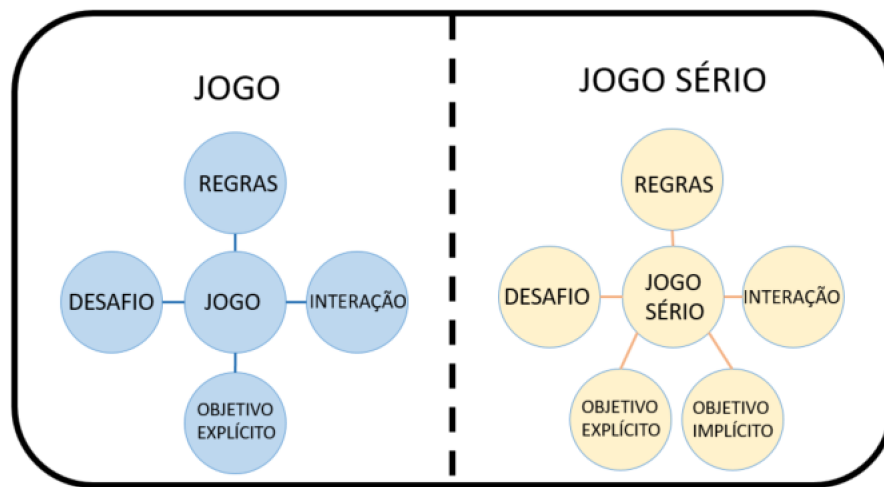 JOGO
REGRAS
DESAFIO
JOGO
INTERAÇÃO
OBJETIVO
EXPLÍCITO
JOGO SÉRIO
REGRAS
DESAFIO
JOGO
SÉRIO
INTERAÇÃO
OBJETIVO
EXPLÍCITO
OBJETIVO
IMPLÍCITO